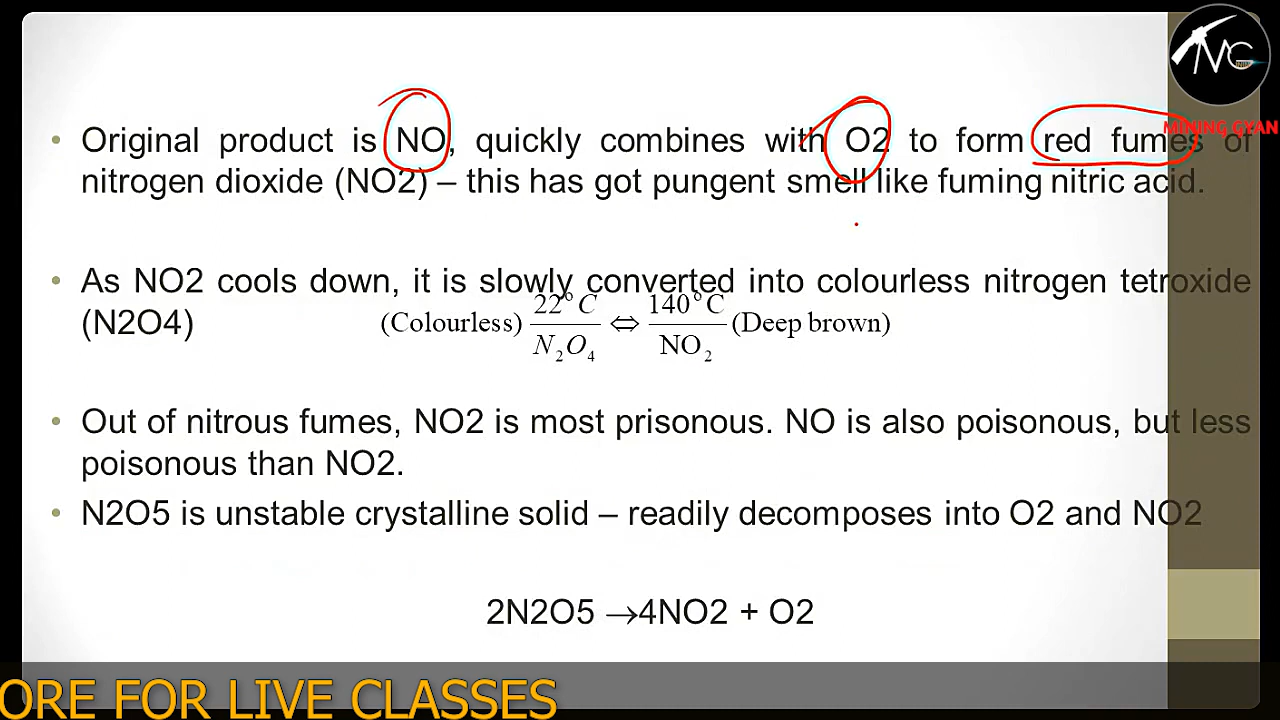 MG
MINING GYAN
• Original product is NO, quickly combines with O2 to form red fumes of
nitrogen dioxide (NO2) – this has got pungent smell like fuming nitric acid.
• As NO2 cools down, it is slowly converted into colourless nitrogen tetroxide
(N2O4)
(Colourless) 22°C/N₂O₄ ⇔ 140°C/NO₂ (Deep brown)
• Out of nitrous fumes, NO2 is most prisonous. NO is also poisonous, but less
poisonous than NO2.
• N2O5 is unstable crystalline solid – readily decomposes into O2 and NO2
2N2O5 →4NO2 + O2
ORE FOR LIVE CLASSES